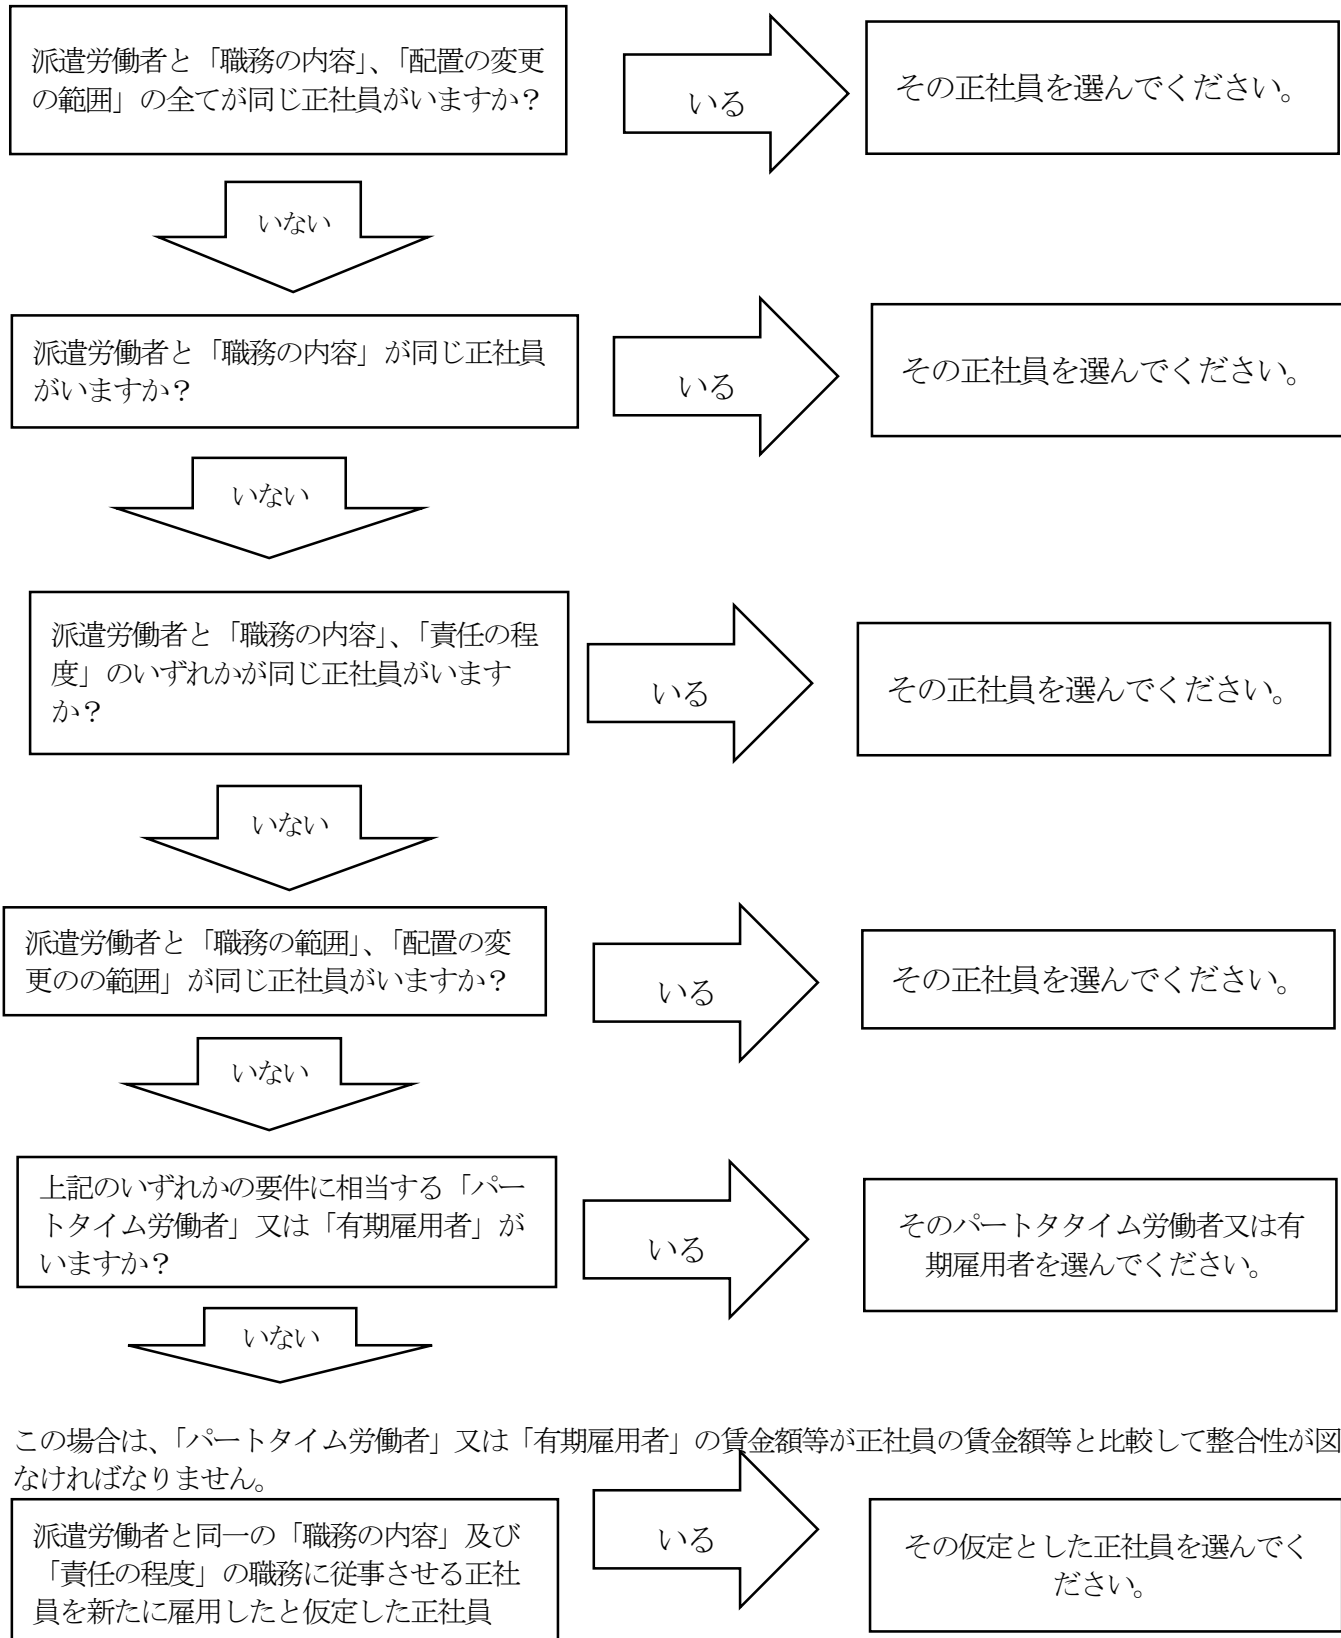 派遣労働者と「職務の内容」、「配置の変更
の範囲」の全てが同じ正社員がいますか？
いる
その正社員を選んでください。
いない
派遣労働者と「職務の内容」が同じ正社員
がいますか？
いる
その正社員を選んでください。
いない
派遣労働者と「職務の内容」、「責任の程
度」のいずれかが同じ正社員がいます
か？
いる
その正社員を選んでください。
いない
派遣労働者と「職務の範囲」、「配置の変
更のの範囲」が同じ正社員がいますか？
いる
その正社員を選んでください。
いない
上記のいずれかの要件に相当する「パー
トタイム労働者」又は「有期雇用者」が
いますか？
いる
そのパートタタイム労働者又は有
期雇用者を選んでください。
いない
この場合は、「パートタイム労働者」又は「有期雇用者」の賃金額等が正社員の賃金額等と比較して整合性が図
なければなりません。
派遣労働者と同一の「職務の内容」及び
「責任の程度」の職務に従事させる正社
員を新たに雇用したと仮定した正社員
いる
その仮定とした正社員を選んでく
ださい。